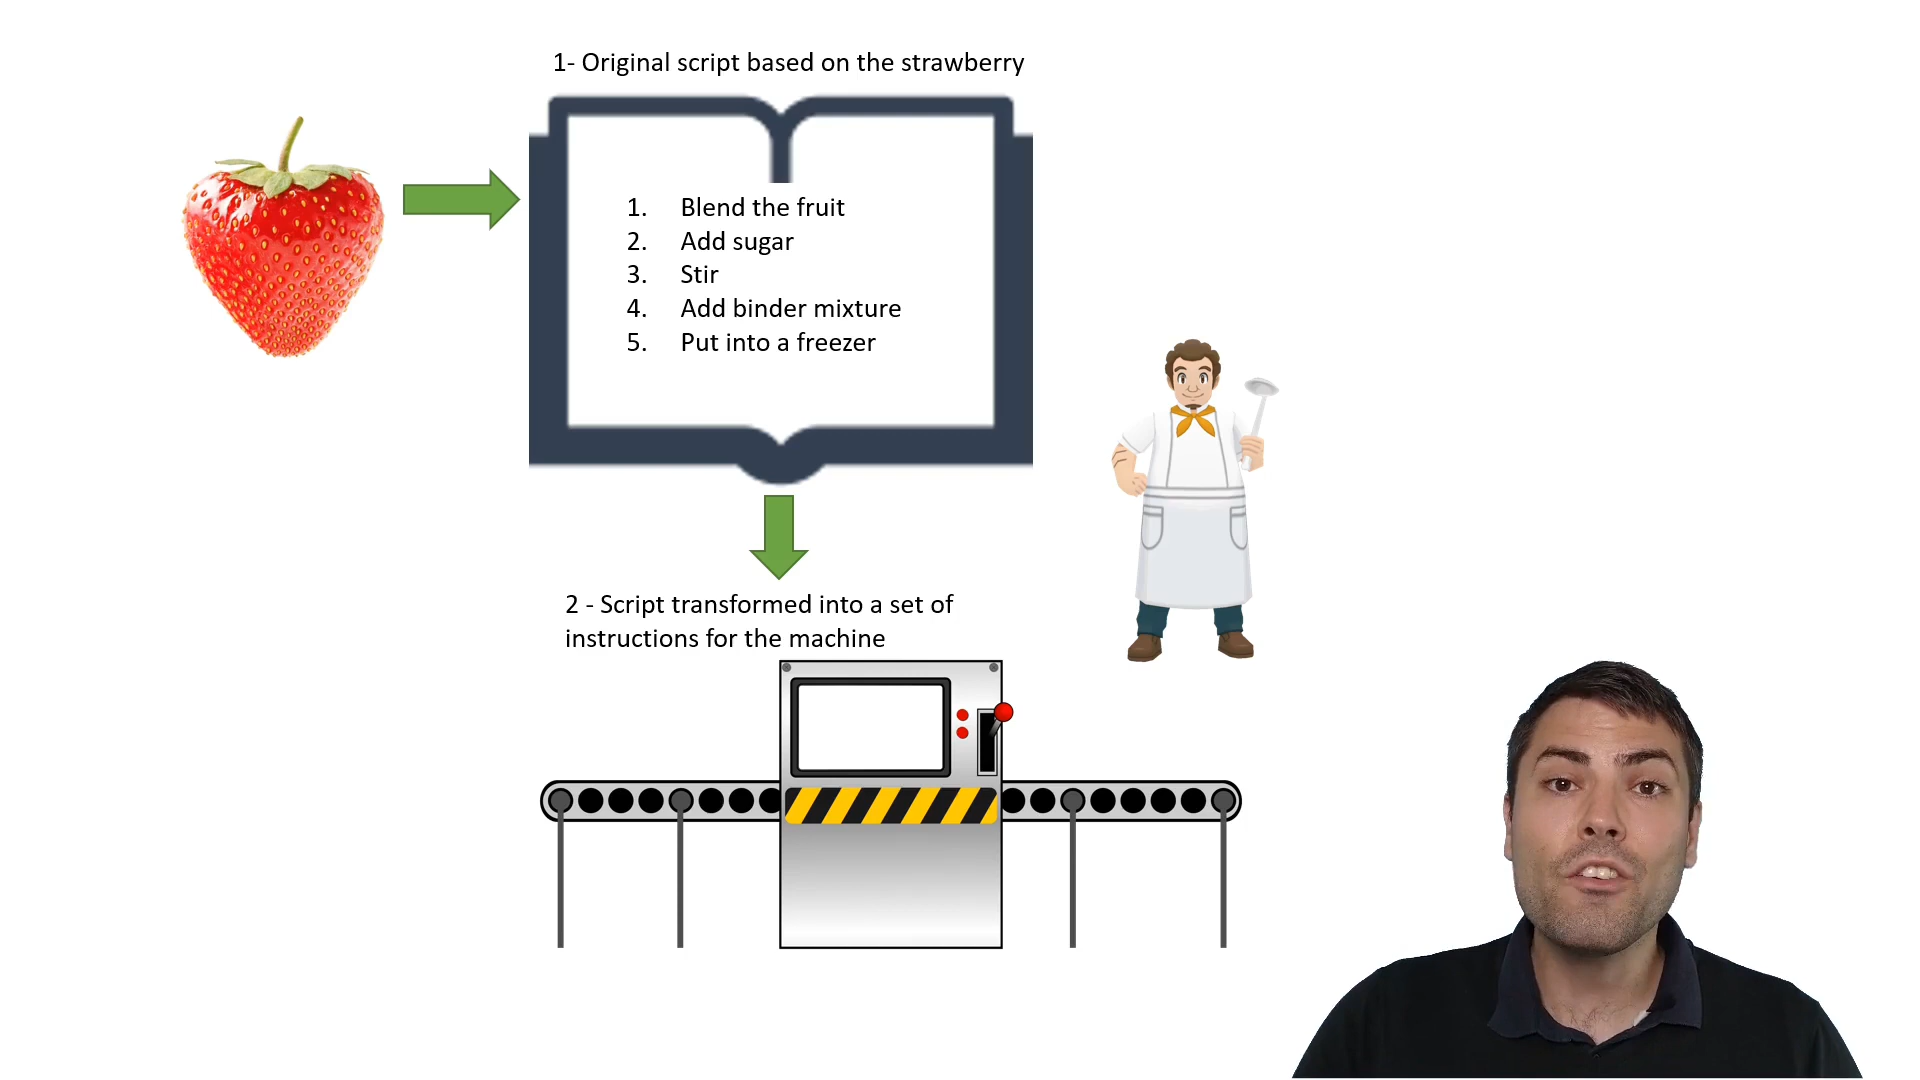 1- Original script based on the strawberry
1. Blend the fruit
2. Add sugar
3. Stir
4. Add binder mixture
5. Put into a freezer
2 - Script transformed into a set of
instructions for the machine